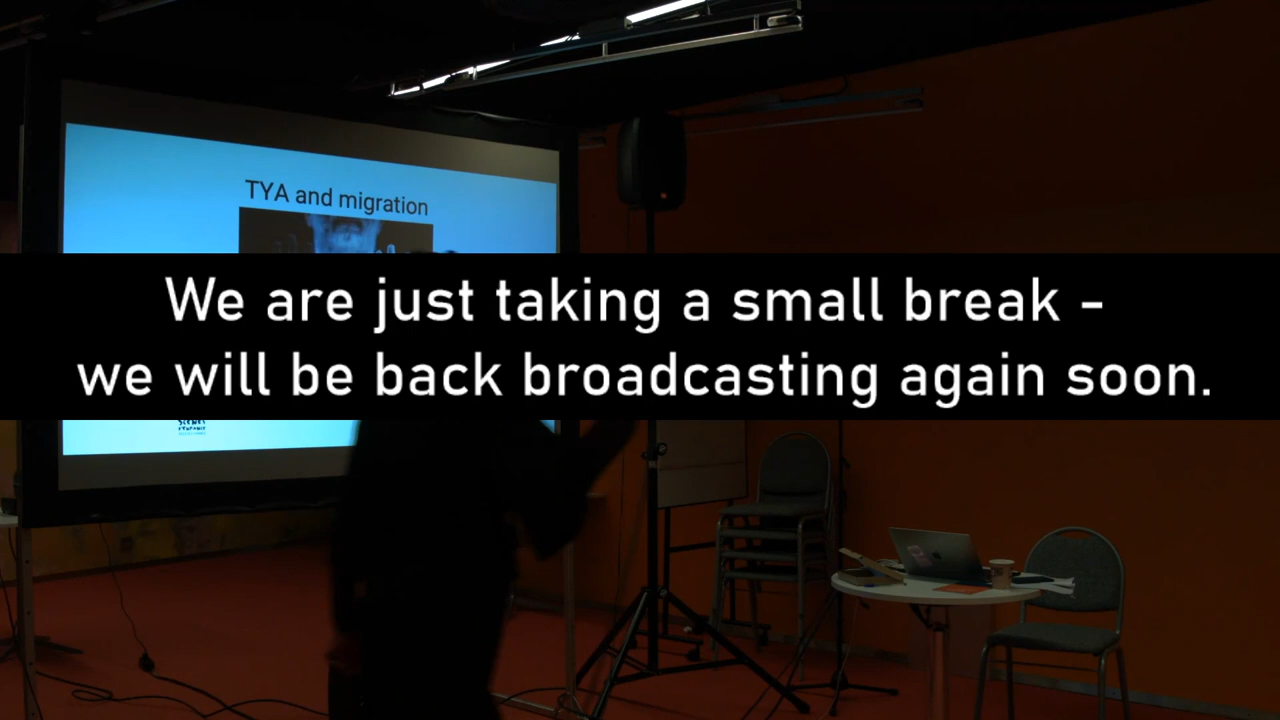 TYA and migration
We are just taking a small break -
we will be back broadcasting again soon.